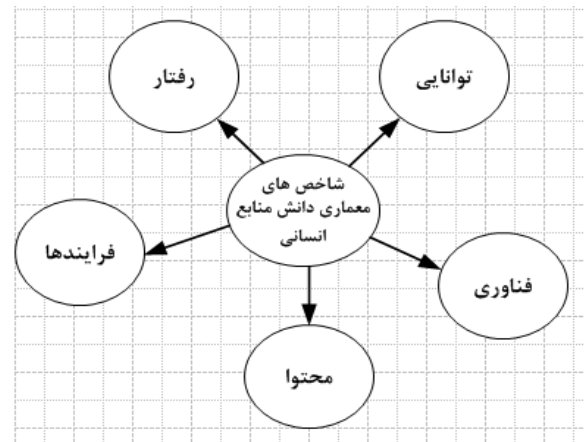 توانایی
رفتار
شاخص های
معماری دانش منابع
انسانی
فرایندها
فناوری
محتوا